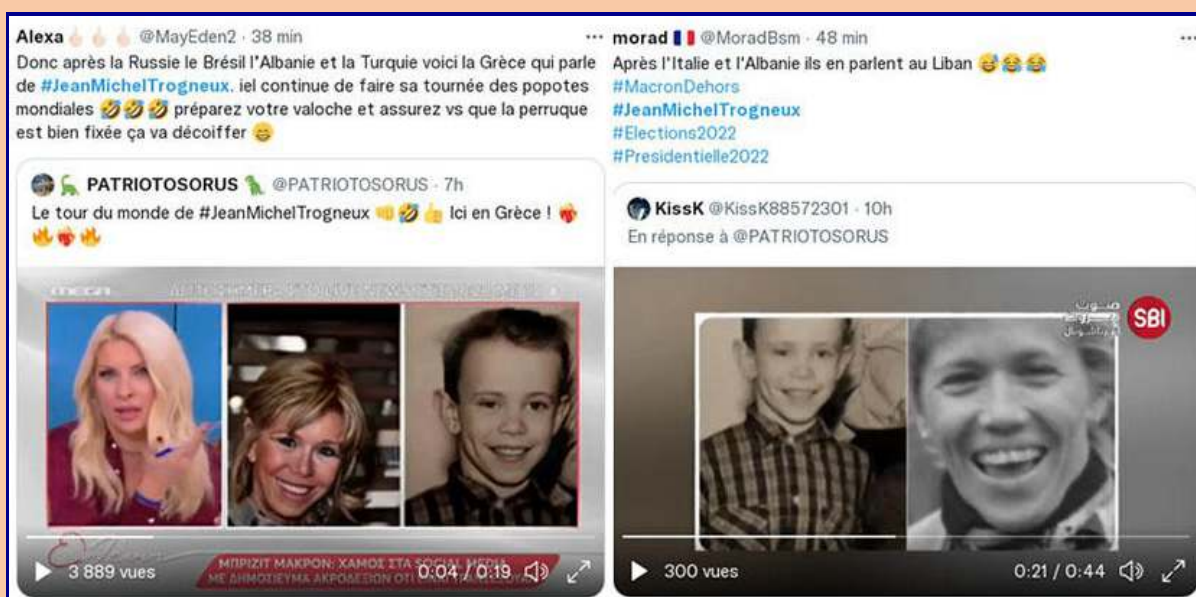 Alexa @MayEden2 · 38 min
Donc après la Russie le Brésil l'Albanie et la Turquie voici la Grèce qui parle
de #JeanMichelTrogneux. iel continue de faire sa tournée des popotes
mondiales 🤣🤣🤣 préparez votre valoche et assurez vs que la perruque
est bien fixée ça va décoiffer 😄
PATRIOTOSORUS @PATRIOTOSORUS · 7h
Le tour du monde de #JeanMichelTrogneux 👊🤣👍 Ici en Grèce ! ❤️‍🔥
🔥❤️‍🔥🔥
MEGA
ΜΠΡΙΖΙΤ ΜΑΚΡΟΝ: ΧΑΜΟΣ ΣΤΑ SOCIAL MEDIA
ΜΕ ΔΗΜΟΣΙΕΥΜΑ ΑΚΡΟΔΕΞΙΩΝ ΟΤΙ
3 889 vues
0:04 / 0:19
morad 🇫🇷 @MoradBsm · 48 min
Après l'Italie et l'Albanie ils en parlent au Liban 😅😂😂
#MacronDehors
#JeanMichelTrogneux
#Elections2022
#Presidentielle2022
KissK @KissK88572301 · 10h
En réponse à @PATRIOTOSORUS
صوت
SBI
300 vues
0:21 / 0:44